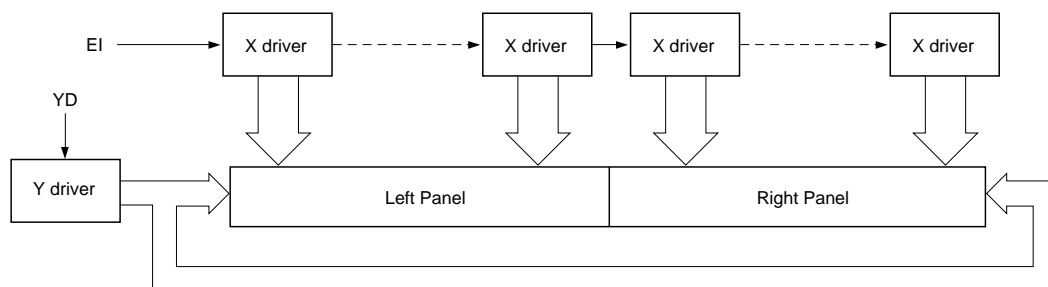 EI
X driver
X driver
X driver
X driver
YD
Y driver
Left Panel
Right Panel